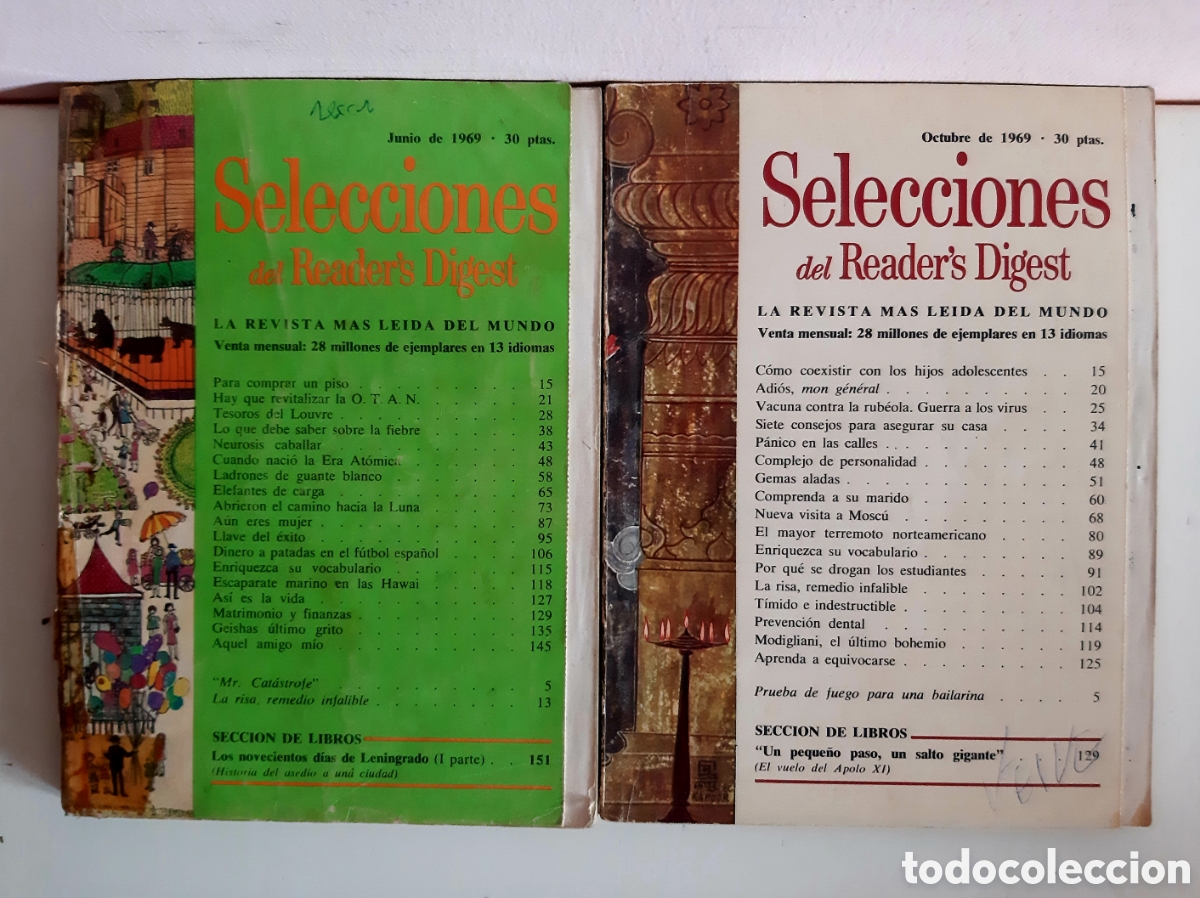 Junio de 1969 · 30 ptas.
Selecciones
del Reader's Digest
LA REVISTA MAS LEIDA DEL MUNDO
Venta mensual: 28 millones de ejemplares en 13 idiomas
Para comprar un piso . . . . . . . . . . 15
Hay que revitalizar la O. T. A. N. . . . . . . . 21
Tesoros del Louvre . . . . . . . . . . 28
Lo que debe saber sobre la fiebre . . . . . . . 38
Neurosis caballar . . . . . . . . . . 43
Cuando nació la Era Atómica . . . . . . . 48
Ladrones de guante blanco . . . . . . . . 58
Elefantes de carga . . . . . . . . . . 65
Abrieron el camino hacia la Luna . . . . . . . 73
Aún eres mujer . . . . . . . . . . 87
Llave del éxito . . . . . . . . . . 95
Dinero a patadas en el fútbol español . . . . . . 106
Enriquezca su vocabulario . . . . . . . . 115
Escaparate marino en las Hawai . . . . . . . 118
Así es la vida . . . . . . . . . . 127
Matrimonio y finanzas . . . . . . . . . 129
Geishas último grito . . . . . . . . . 135
Aquel amigo mío . . . . . . . . . . 145
"Mr. Catástrofe" . . . . . . . . . . 5
La risa, remedio infalible . . . . . . . . 13
SECCION DE LIBROS
Los novecientos días de Leningrado (I parte) . . 151
(Historia del asedio a una ciudad)
Octubre de 1969 · 30 ptas.
Selecciones
del Reader's Digest
LA REVISTA MAS LEIDA DEL MUNDO
Venta mensual: 28 millones de ejemplares en 13 idiomas
Cómo coexistir con los hijos adolescentes . . 15
Adiós, mon général . . . . . . . . . . 20
Vacuna contra la rubéola. Guerra a los virus . . 25
Siete consejos para asegurar su casa . . . . 34
Pánico en las calles . . . . . . . . . . 41
Complejo de personalidad . . . . . . . . 48
Gemas aladas . . . . . . . . . . . 51
Comprenda a su marido . . . . . . . . 60
Nueva visita a Moscú . . . . . . . . . 68
El mayor terremoto norteamericano . . . . . 80
Enriquezca su vocabulario . . . . . . . . 89
Por qué se drogan los estudiantes . . . . . 91
La risa, remedio infalible . . . . . . . . 102
Tímido e indestructible . . . . . . . . 104
Prevención dental . . . . . . . . . . 114
Modigliani, el último bohemio . . . . . . 119
Aprenda a equivocarse . . . . . . . . . 125
Prueba de fuego para una bailarina . . . . 5
SECCION DE LIBROS
"Un pequeño paso, un salto gigante" 129
(El vuelo del Apolo XI)
todocoleccion